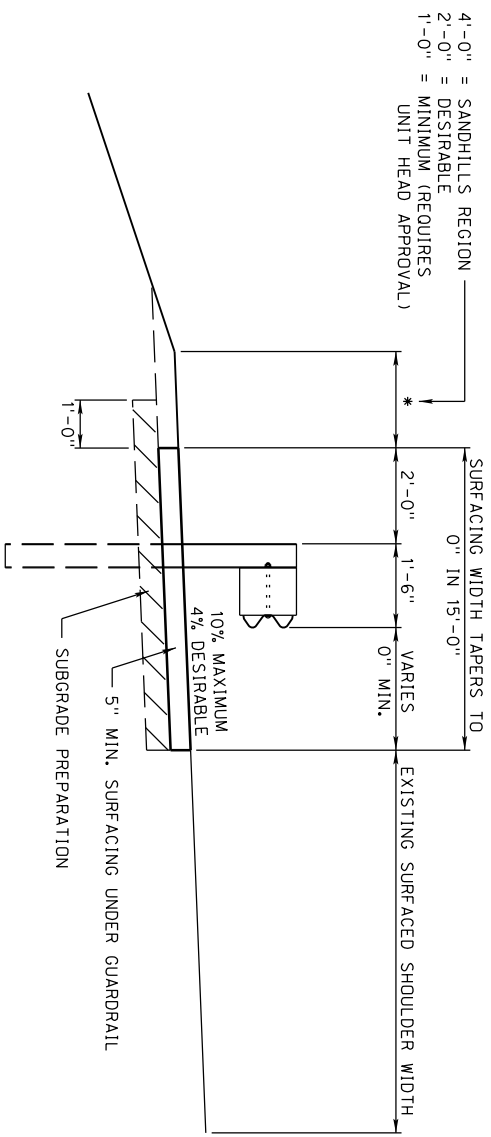 4'-0" = SANDHILLS REGION
2'-0" = DESIRABLE
1'-0" = MINIMUM (REQUIRES
UNIT HEAD APPROVAL)
*
SURFACING WIDTH TAPERS TO
0" IN 15'-0"
2'-0"
1'-6"
VARIES
0" MIN.
EXISTING SURFACED SHOULDER WIDTH
1'-0"
10% MAXIMUM
4% DESIRABLE
5" MIN. SURFACING UNDER GUARDRAIL
SUBGRADE PREPARATION